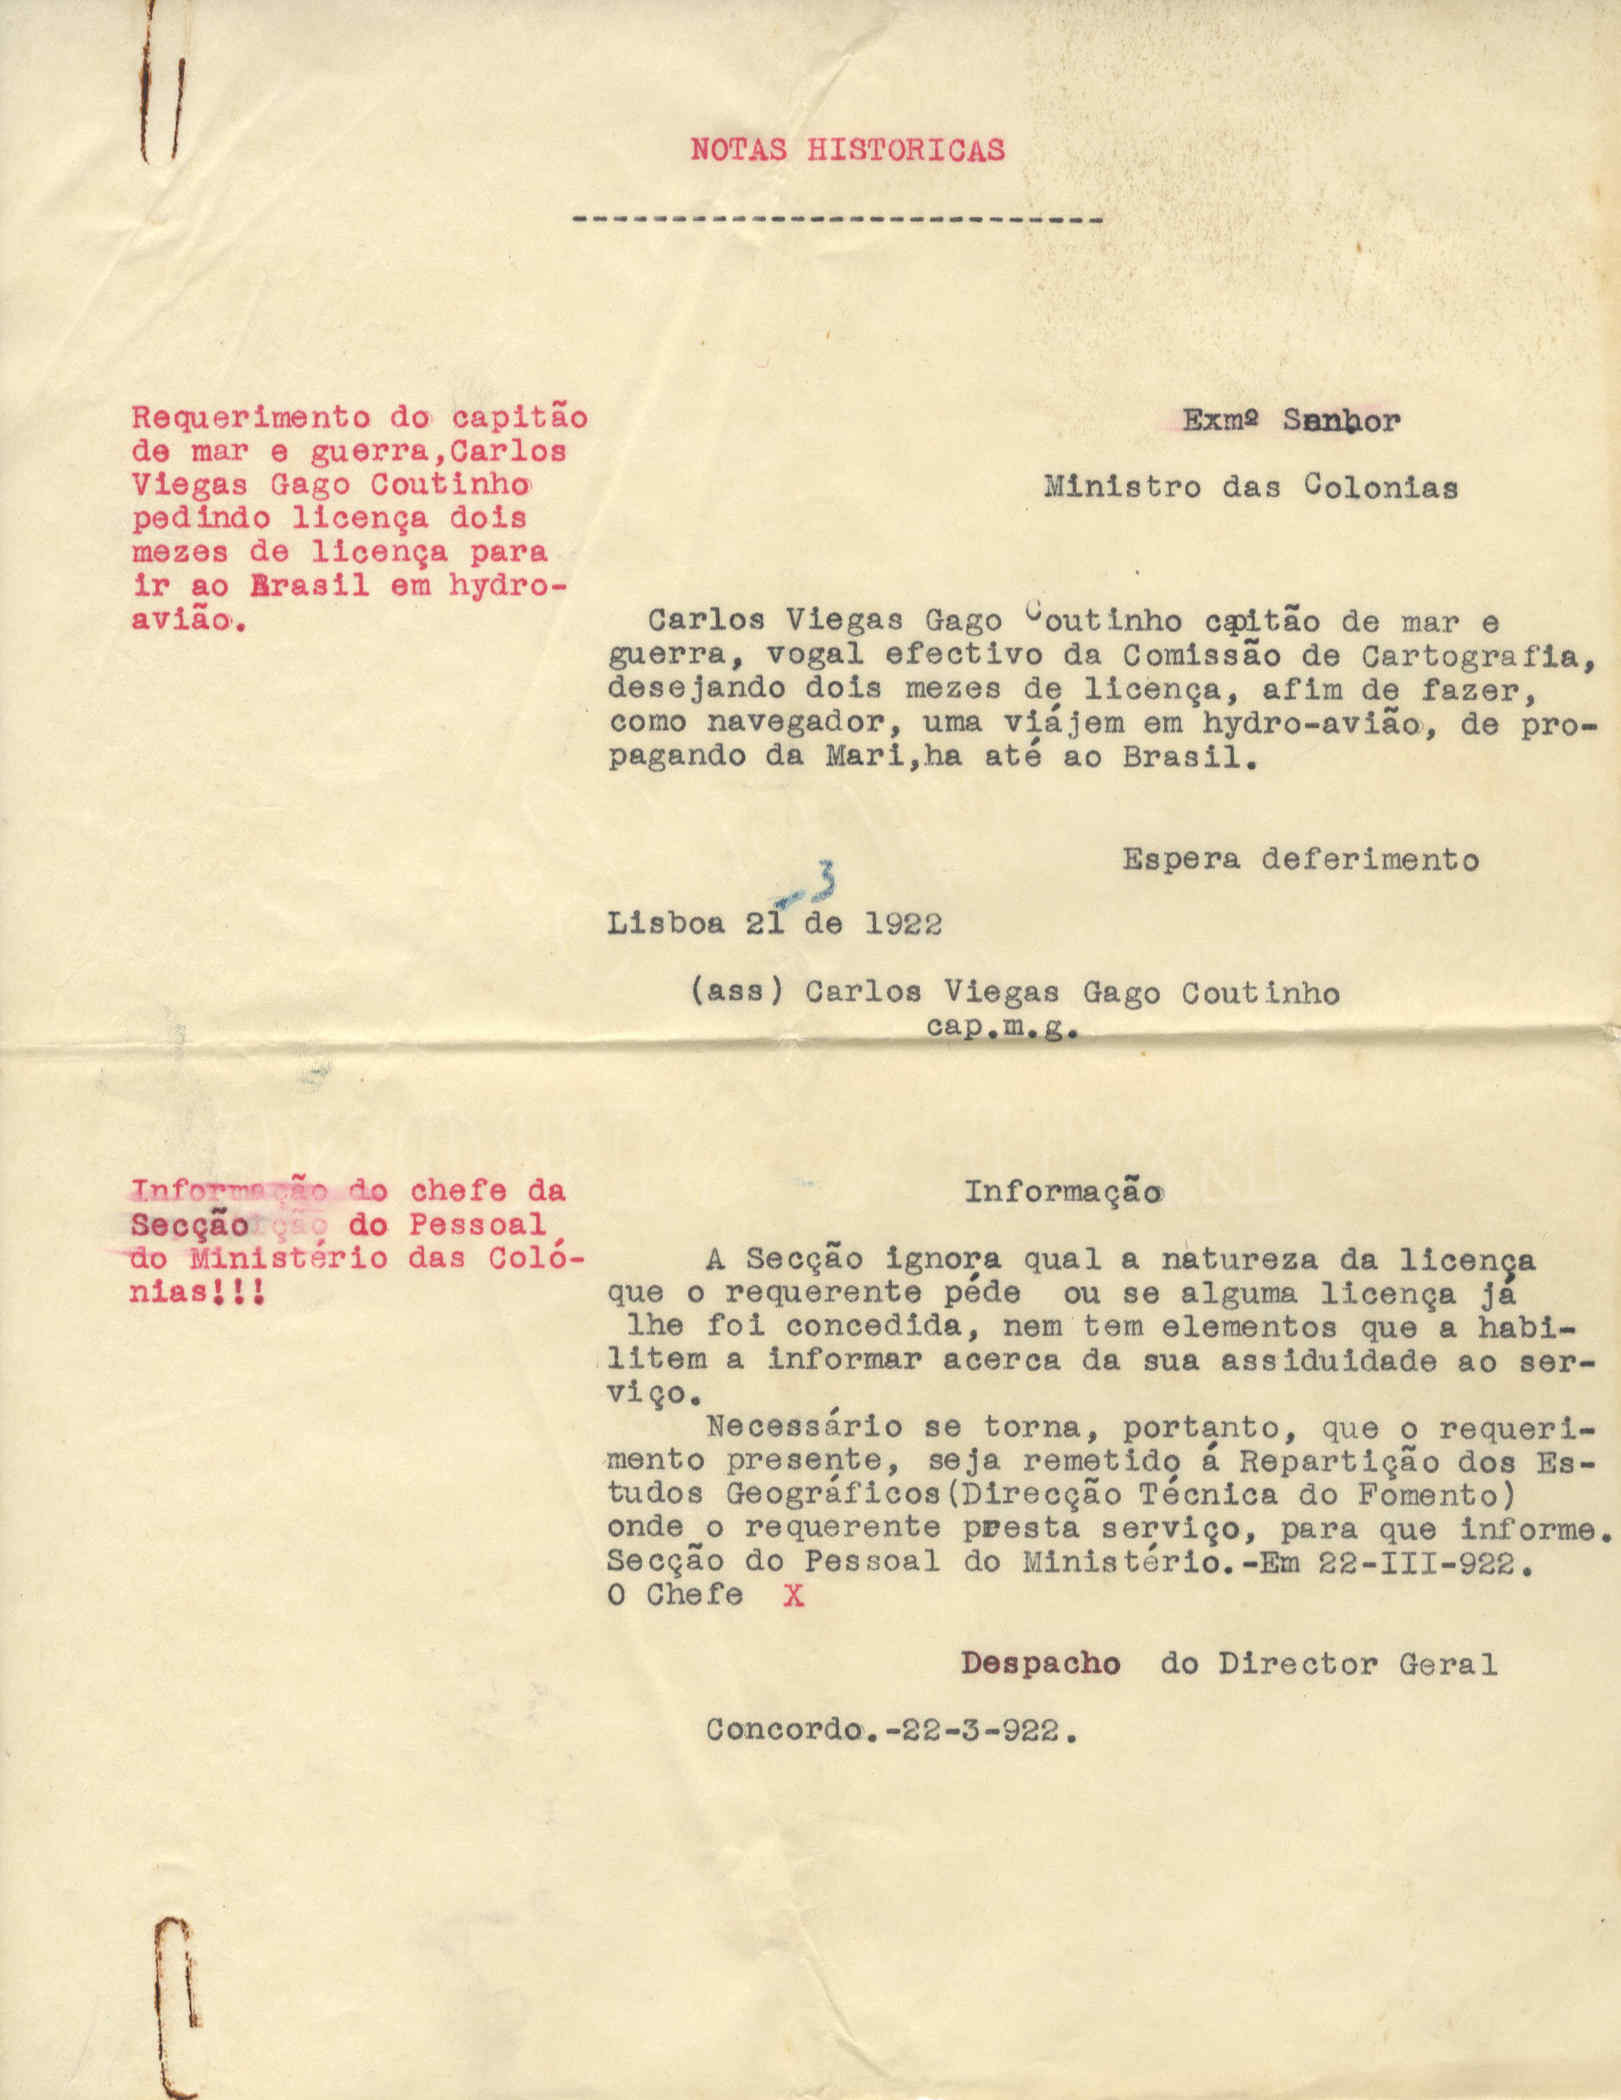 NOTAS HISTORICAS
---------------------------
Requerimento do capitão
de mar e guerra,Carlos
Viegas Gago Coutinho
pedindo licença dois
mezes de licença para
ir ao Brasil em hydro-
avião.
Exmº Senhor
Ministro das Colonias
Carlos Viegas Gago Coutinho capitão de mar e
guerra, vogal efectivo da Comissão de Cartografia,
desejando dois mezes de licença, afim de fazer,
como navegador, uma viájem em hydro-avião, de pro-
pagando da Mari,ha até ao Brasil.
Espera deferimento
- 3
Lisboa 21 de 1922
(ass) Carlos Viegas Gago Coutinho
cap.m.g.
Informação do chefe da
Secção do Pessoal
do Ministério das Coló-
nias!!!
Informação
A Secção ignora qual a natureza da licença
que o requerente péde ou se alguma licença já
lhe foi concedida, nem tem elementos que a habi-
litem a informar acerca da sua assiduidade ao ser-
viço.
Necessário se torna, portanto, que o requeri-
mento presente, seja remetido á Repartição dos Es-
tudos Geográficos(Direcção Técnica do Fomento)
onde o requerente presta serviço, para que informe.
Secção do Pessoal do Ministério.-Em 22-III-922.
O Chefe X
Despacho do Director Geral
Concordo.-22-3-922.